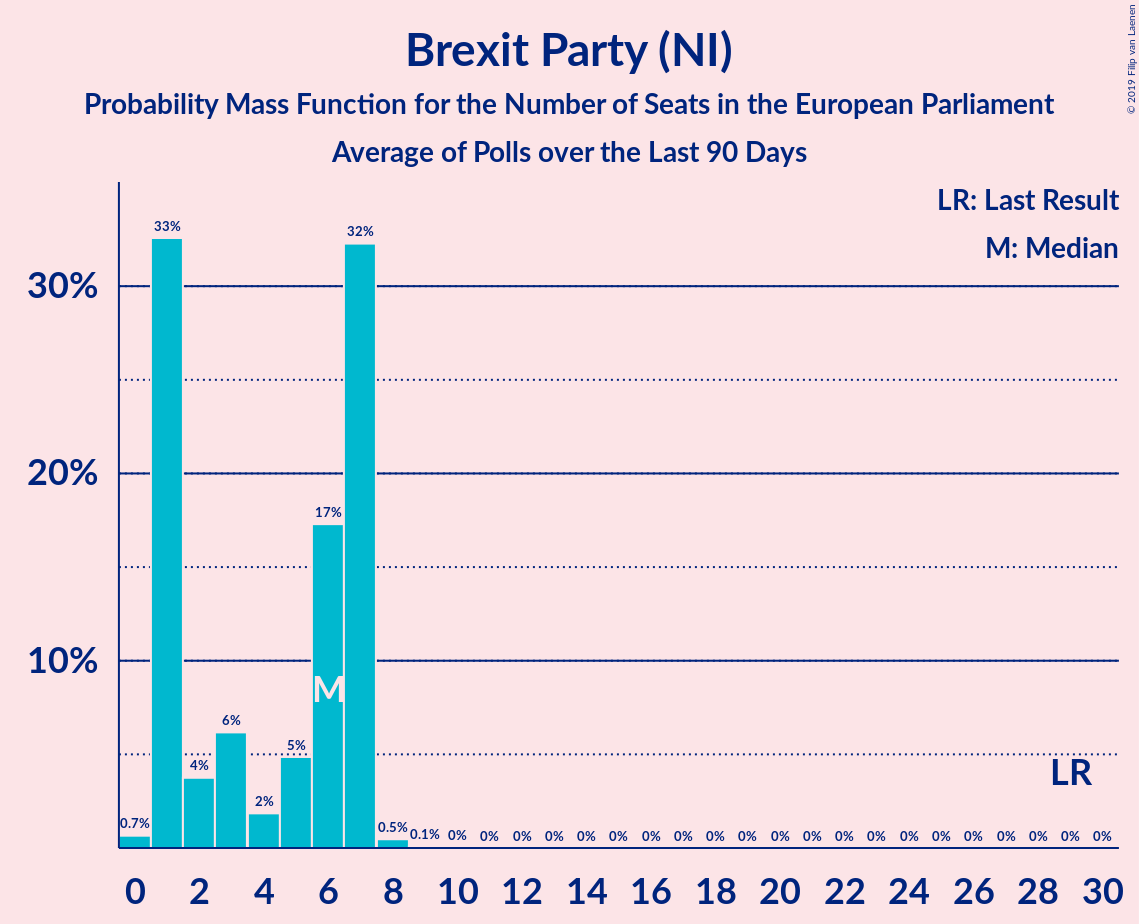 © 2019 Filip van Laenen
Brexit Party (NI)
Probability Mass Function for the Number of Seats in the European Parliament
Average of Polls over the Last 90 Days
LR: Last Result
M: Median
33%
32%
30%
20%
17%
10%
M
6%
LR
5%
4%
2%
0.7% 0.5% 0.1% 0% 0% 0% 0% 0% 0% 0% 0% 0% 0% 0% 0% 0% 0% 0% 0% 0% 0% 0% 0% 0%
0 2 4 6 8 10 12 14 16 18 20 22 24 26 28 30